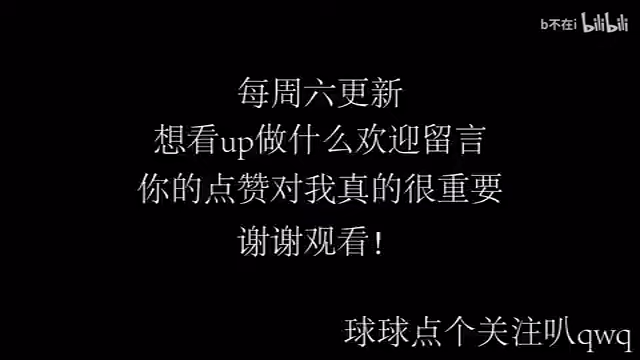 b不在i bilibili
每周六更新
想看up做什么欢迎留言
你的点赞对我真的很重要
谢谢观看！
球球点个关注叭qwq